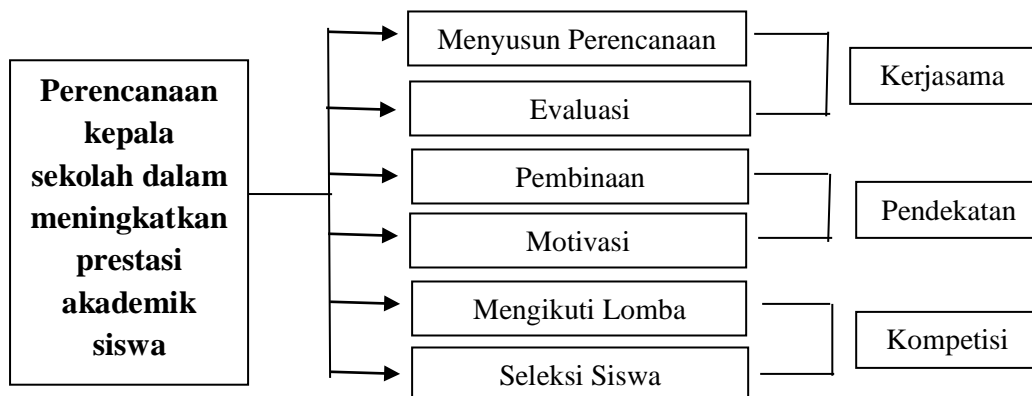 Perencanaan
kepala
sekolah dalam
meningkatkan
prestasi
akademik
siswa
Menyusun Perencanaan
Evaluasi
Pembinaan
Motivasi
Mengikuti Lomba
Seleksi Siswa
Kerjasama
Pendekatan
Kompetisi